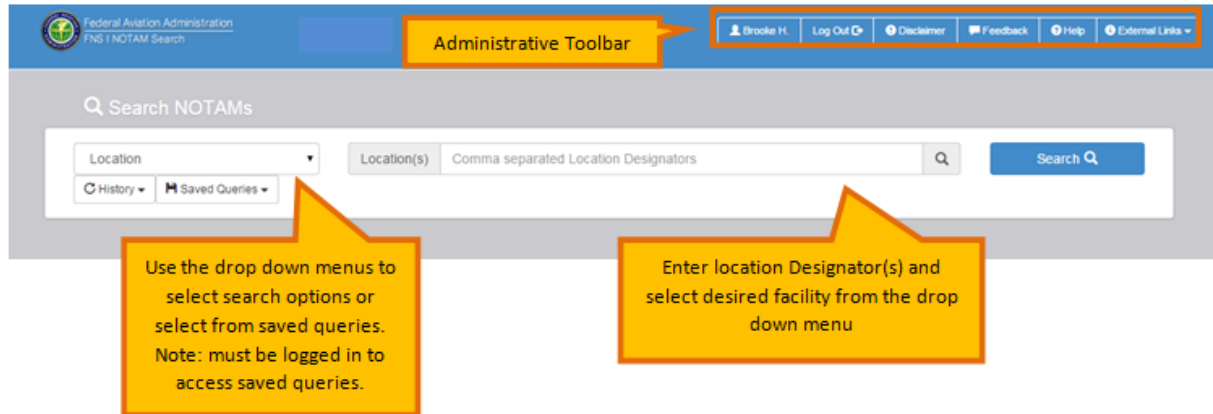 Federal Aviation Administration
FNS I NOTAM Search
Administrative Toolbar
Brooke H.
Log Out
Disclaimer
Feedback
Help
External Links
Search NOTAMs
Location
Location(s)
Comma separated Location Designators
Search
History
Saved Queries
Use the drop down menus to
select search options or
select from saved queries.
Note: must be logged in to
access saved queries.
Enter location Designator(s) and
select desired facility from the drop
down menu